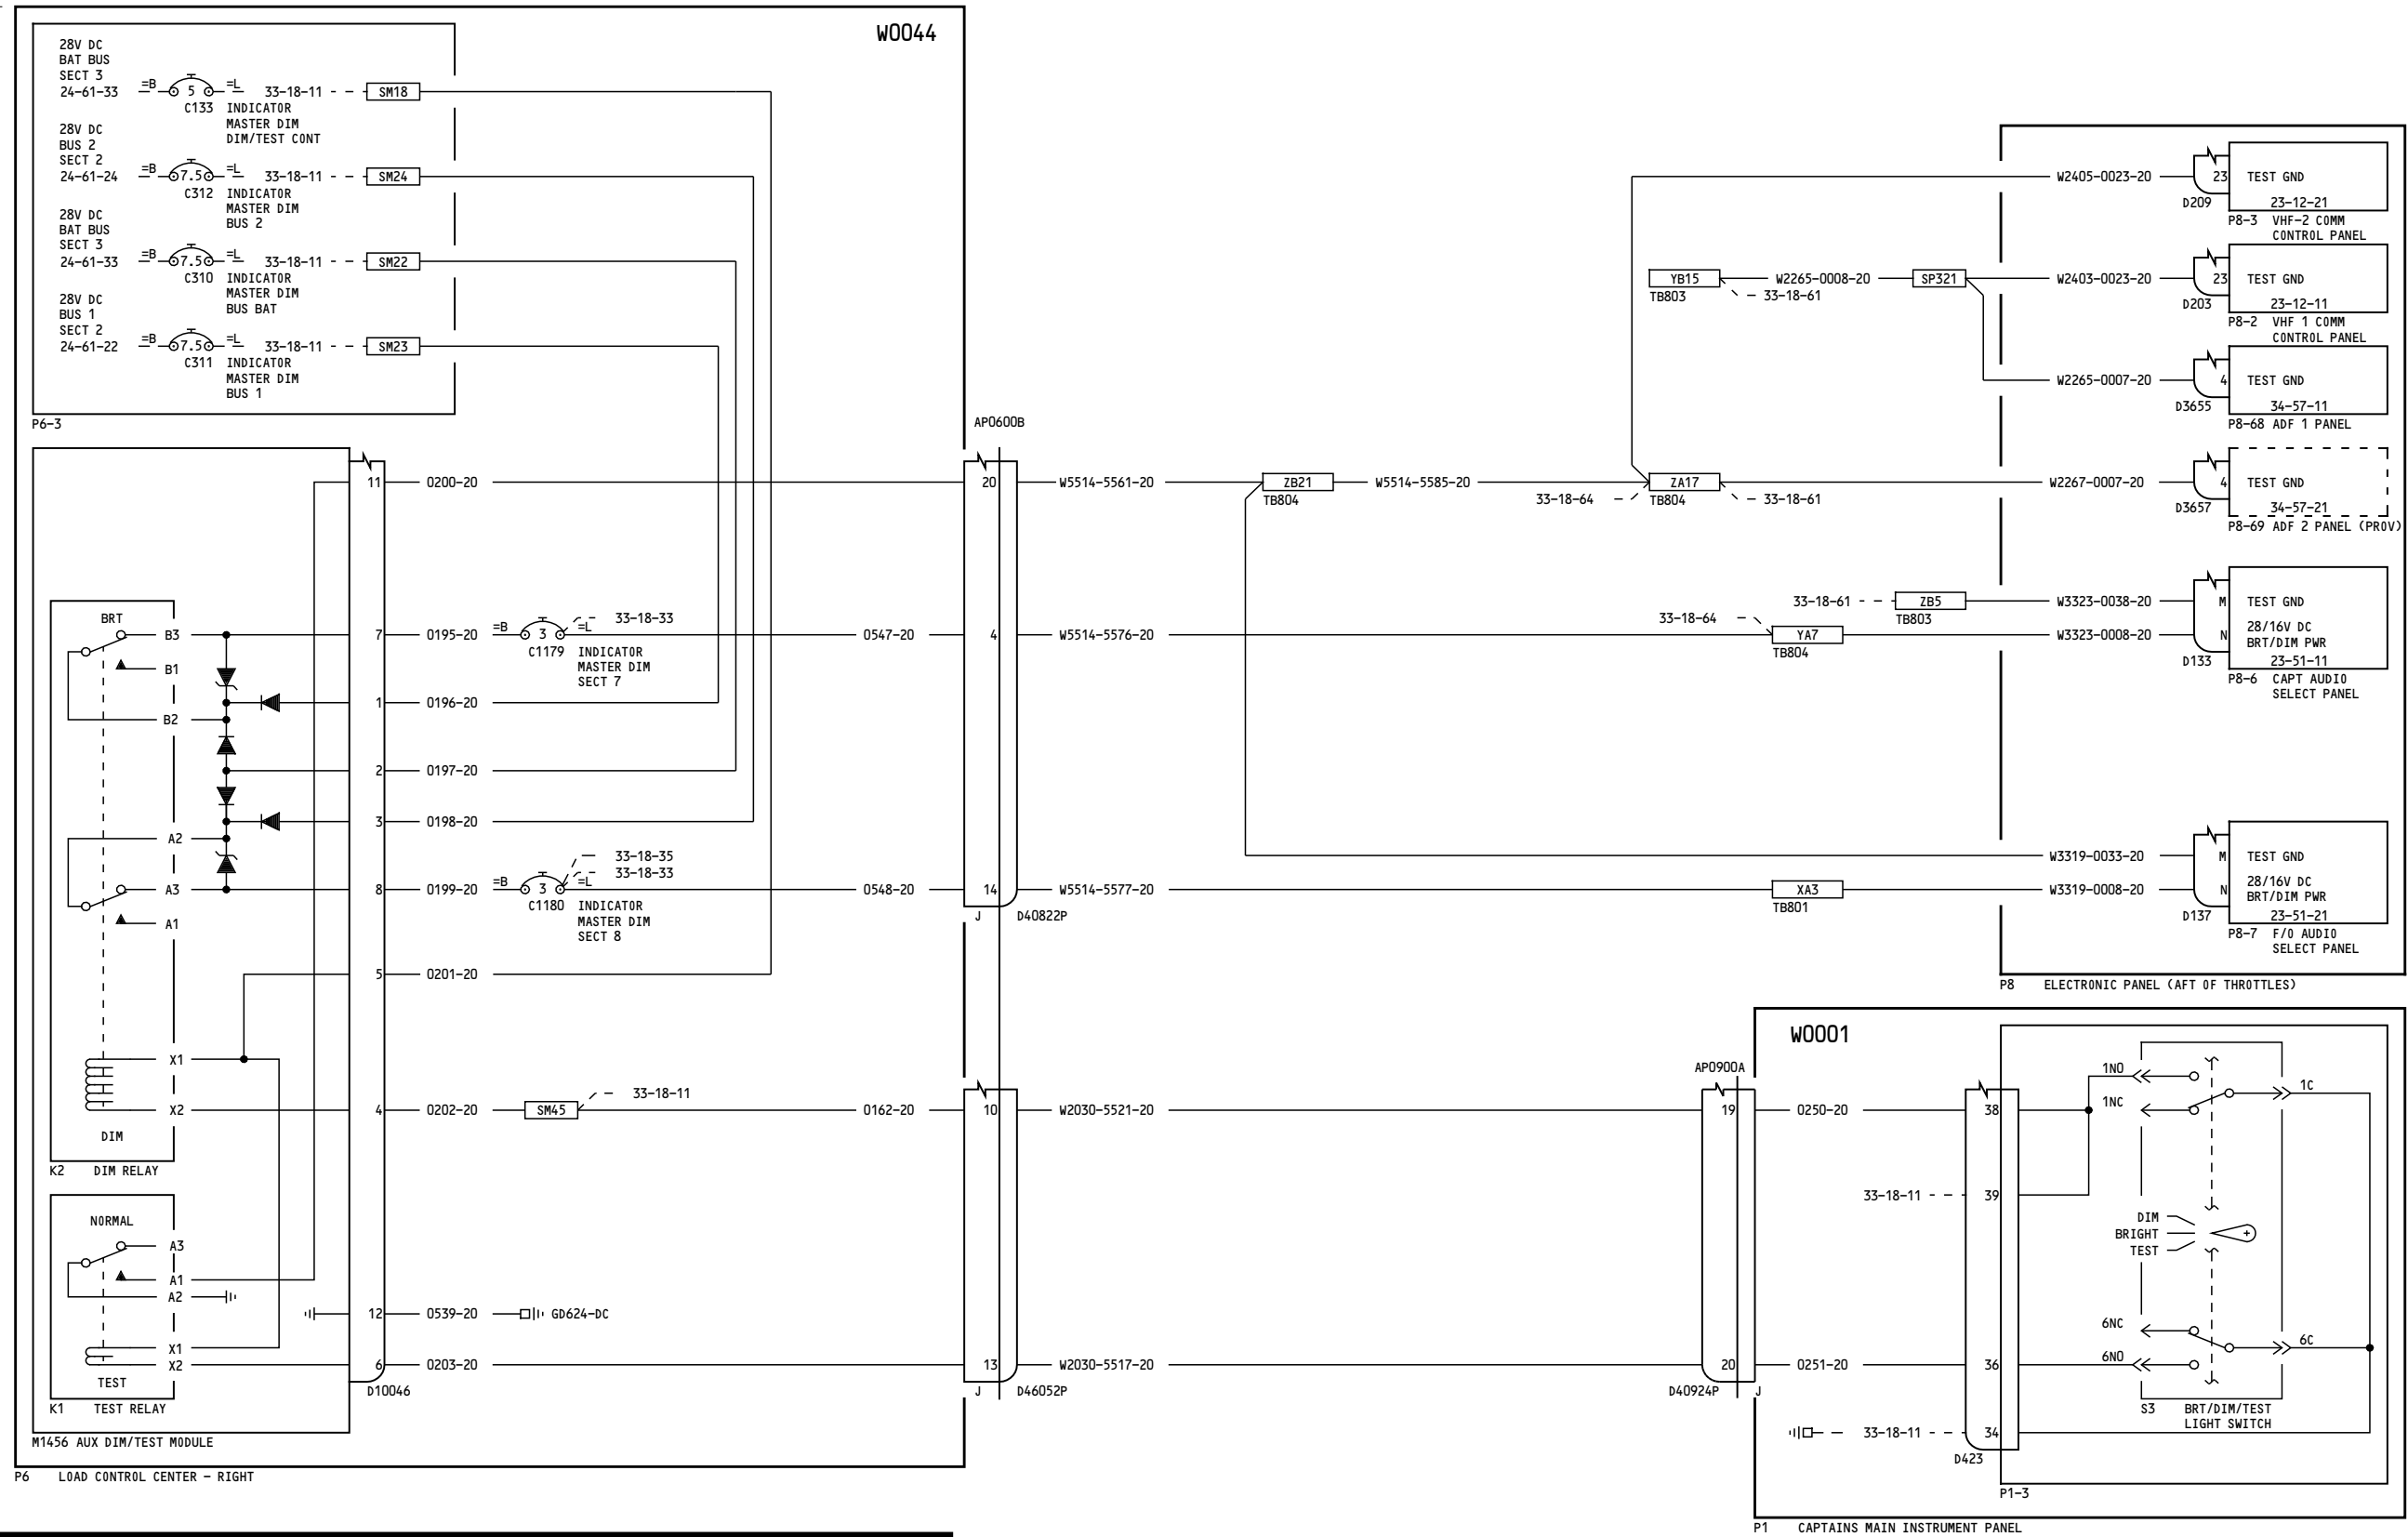 W0044
28V DC
BAT BUS
SECT 3
24-61-33 =B 5 =L 33-18-11 SM18
C133 INDICATOR
MASTER DIM
DIM/TEST CONT
28V DC
BUS 2
SECT 2
24-61-24 =B 7.5 =L 33-18-11 SM24
C312 INDICATOR
MASTER DIM
BUS 2
28V DC
BAT BUS
SECT 3
24-61-33 =B 7.5 =L 33-18-11 SM22
C310 INDICATOR
MASTER DIM
BUS BAT
28V DC
BUS 1
SECT 2
24-61-22 =B 7.5 =L 33-18-11 SM23
C311 INDICATOR
MASTER DIM
BUS 1
P6-3
AP0600B
W2405-0023-20 23 TEST GND
D209 23-12-21
P8-3 VHF-2 COMM
CONTROL PANEL
YB15 W2265-0008-20 SP321 W2403-0023-20 23 TEST GND
TB803 33-18-61
D203 23-12-11
P8-2 VHF 1 COMM
CONTROL PANEL
W2265-0007-20 4 TEST GND
D3655 34-57-11
P8-68 ADF 1 PANEL
11 0200-20 20 W5514-5561-20 ZB21 W5514-5585-20 ZA17 W2267-0007-20 4 TEST GND
TB804 33-18-64 TB804 33-18-61
D3657 34-57-21
P8-69 ADF 2 PANEL (PROV)
33-18-61 ZB5 W3323-0038-20 M TEST GND
TB803
BRT
B3 7 0195-20 =B 3 =L 33-18-33 0547-20 4 W5514-5576-20 33-18-64 YA7 W3323-0008-20 N 28/16V DC
BRT/DIM PWR
C1179 INDICATOR
MASTER DIM
SECT 7
TB804
D133 23-51-11
P8-6 CAPT AUDIO
SELECT PANEL
B1
1 0196-20
B2
2 0197-20
3 0198-20
A2
W3319-0033-20 M TEST GND
33-18-35
33-18-33
A3 8 0199-20 =B 3 =L 0548-20 14 W5514-5577-20 XA3 W3319-0008-20 N 28/16V DC
BRT/DIM PWR
C1180 INDICATOR
MASTER DIM
SECT 8
J D40822P
TB801
D137 23-51-21
P8-7 F/O AUDIO
SELECT PANEL
A1
5 0201-20
P8 ELECTRONIC PANEL (AFT OF THROTTLES)
W0001
X1
AP0900A
X2 4 0202-20 SM45 33-18-11 0162-20 10 W2030-5521-20 19 0250-20 38
1NO 1C
1NC
DIM
K2 DIM RELAY
33-18-11 39
NORMAL
DIM
BRIGHT
TEST
A3
A1
A2
12 0539-20 GD624-DC
X1
X2 6 0203-20 13 W2030-5517-20 20 0251-20 36
6NC
6NO 6C
TEST
D10046
J D46052P
D40924P J
K1 TEST RELAY
S3 BRT/DIM/TEST
LIGHT SWITCH
33-18-11 34
D423
M1456 AUX DIM/TEST MODULE
P6 LOAD CONTROL CENTER - RIGHT
P1-3
P1 CAPTAINS MAIN INSTRUMENT PANEL